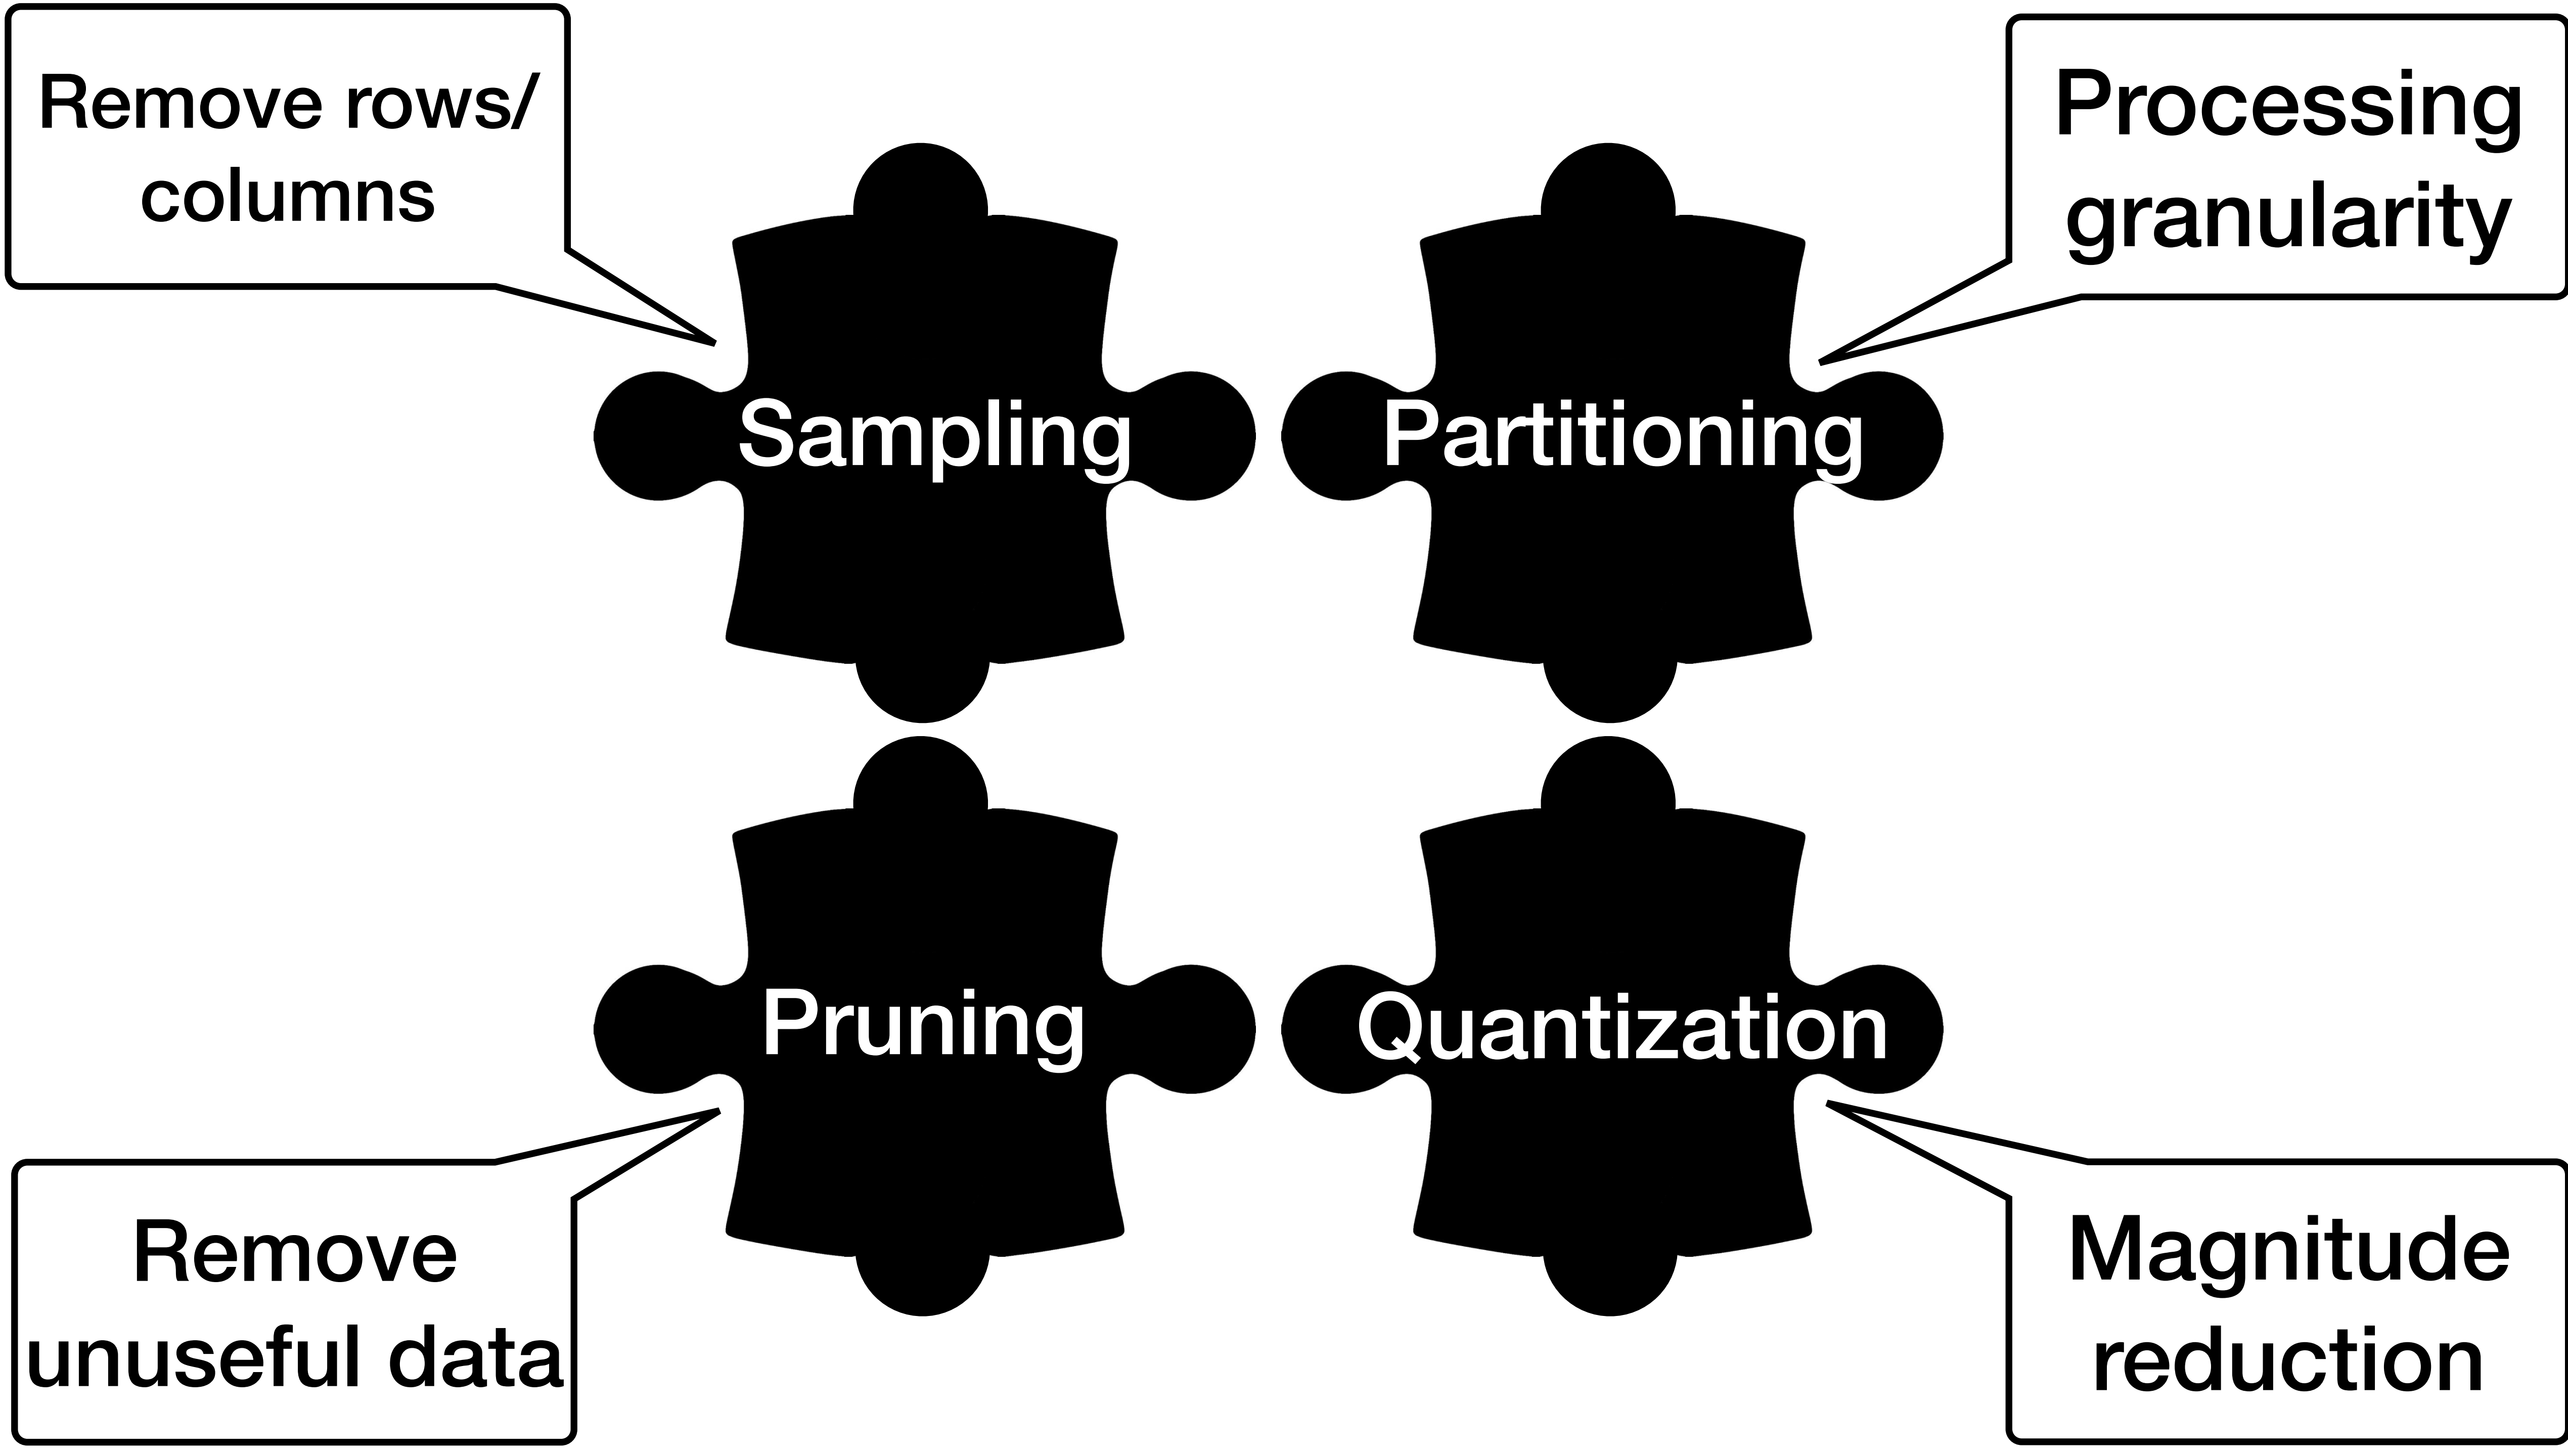 Remove rows/
columns
Processing
granularity
Sampling
Partitioning
Pruning
Quantization
Remove
unuseful data
Magnitude
reduction